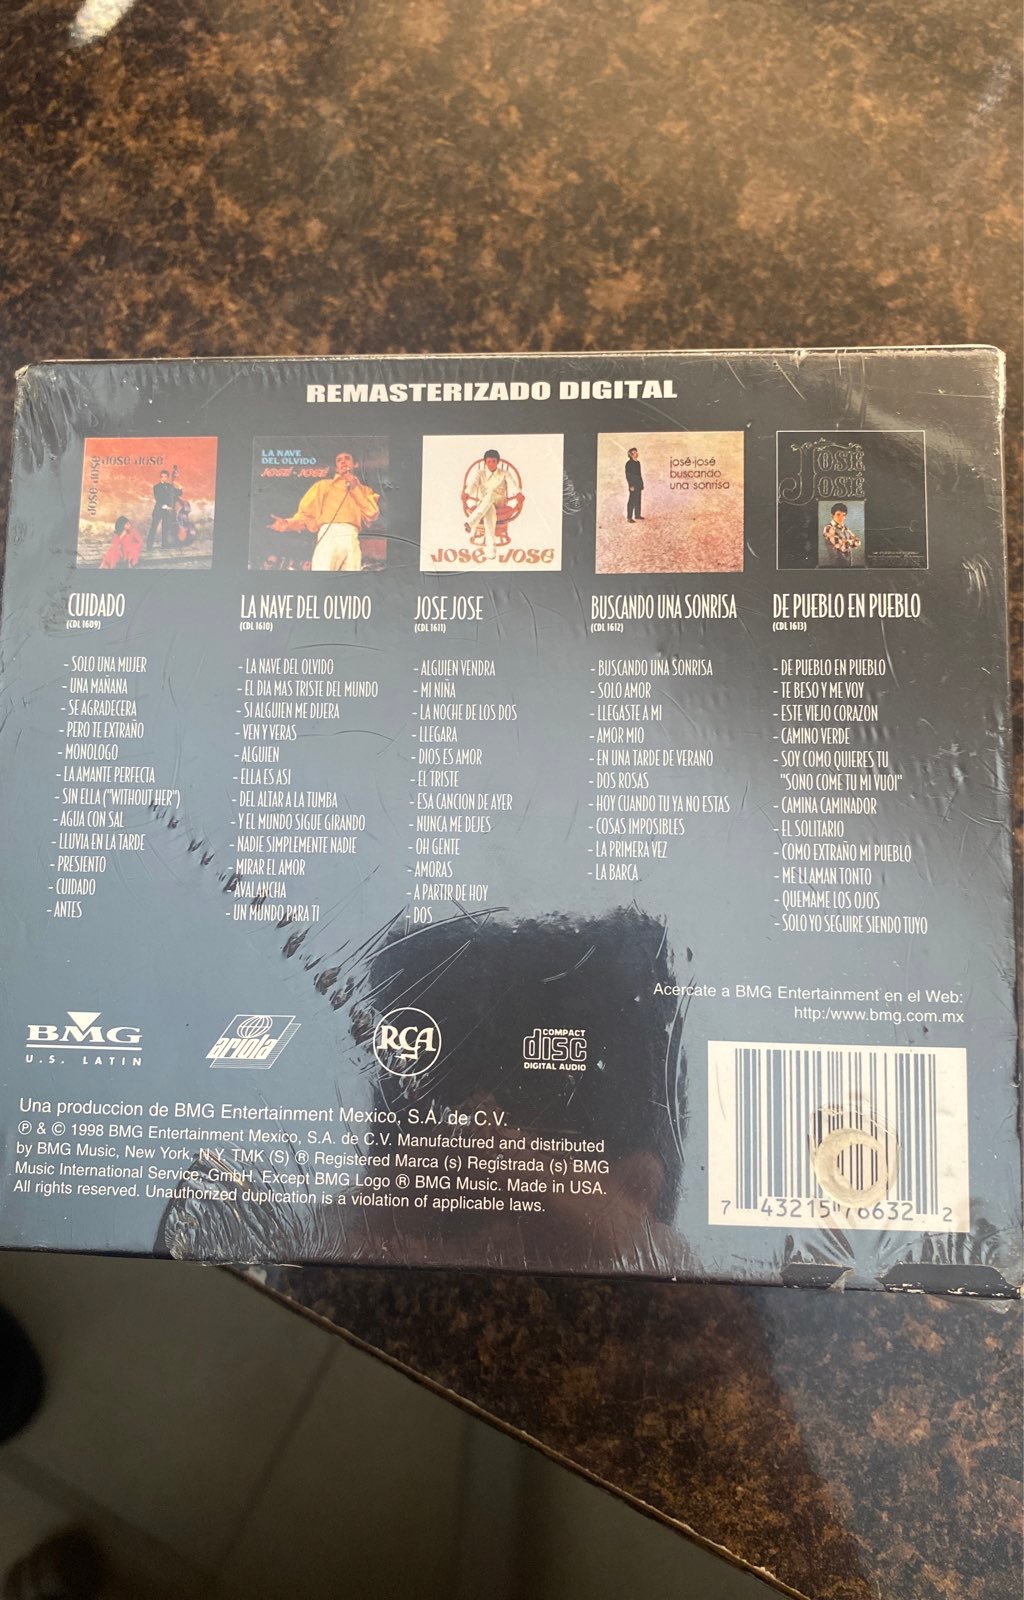 REMASTERIZADO DIGITAL
JOSE JOSE
JOSE JOSE
LA NAVE
DEL OLVIDO
JOSÉ-JOSÉ
JOSE JOSE
josé-josé
buscando
una sonrisa
JOSÉ
JOSÉ
CUIDADO
(CDL 1609)
- SOLO UNA MUJER
- UNA MAÑANA
- SE AGRADECERA
- PERO TE EXTRAÑO
- MONOLOGO
- LA AMANTE PERFECTA
- SIN ELLA ("WITHOUT HER")
- AGUA CON SAL
- LLUVIA EN LA TARDE
- PRESIENTO
- CUIDADO
- ANTES
LA NAVE DEL OLVIDO
(CDL 1610)
- LA NAVE DEL OLVIDO
- EL DIA MAS TRISTE DEL MUNDO
- SI ALGUIEN ME DIJERA
- VEN Y VERAS
- ALGUIEN
- ELLA ES ASI
- DEL ALTAR A LA TUMBA
- Y EL MUNDO SIGUE GIRANDO
- NADIE SIMPLEMENTE NADIE
- MIRAR EL AMOR
- AVALANCHA
- UN MUNDO PARA TI
JOSE JOSE
(CDL 1611)
- ALGUIEN VENDRA
- MI NIÑA
- LA NOCHE DE LOS DOS
- LLEGARA
- DIOS ES AMOR
- EL TRISTE
- ESA CANCION DE AYER
- NUNCA ME DEJES
- OH GENTE
- AMORAS
- A PARTIR DE HOY
- DOS
BUSCANDO UNA SONRISA
(CDL 1612)
- BUSCANDO UNA SONRISA
- SOLO AMOR
- LLEGASTE A MI
- AMOR MIO
- EN UNA TARDE DE VERANO
- DOS ROSAS
- HOY CUANDO TU YA NO ESTAS
- COSAS IMPOSIBLES
- LA PRIMERA VEZ
- LA BARCA
DE PUEBLO EN PUEBLO
(CDL 1613)
- DE PUEBLO EN PUEBLO
- TE BESO Y ME VOY
- ESTE VIEJO CORAZON
- CAMINO VERDE
- SOY COMO QUIERES TU
"SONO COME TU MI VUOI"
- CAMINA CAMINADOR
- EL SOLITARIO
- COMO EXTRAÑO MI PUEBLO
- ME LLAMAN TONTO
- QUEMAME LOS OJOS
- SOLO YO SEGUIRE SIENDO TUYO
Acercate a BMG Entertainment en el Web:
http:/www.bmg.com.mx
BMG
U.S. LATIN
ariola
RCA
COMPACT
disc
DIGITAL AUDIO
Una produccion de BMG Entertainment Mexico, S.A. de C.V.
℗ & © 1998 BMG Entertainment Mexico, S.A. de C.V. Manufactured and distributed
by BMG Music, New York, N.Y. TMK (S) ® Registered Marca (s) Registrada (s) BMG
Music International Service, GmbH. Except BMG Logo ® BMG Music. Made in USA.
All rights reserved. Unauthorized duplication is a violation of applicable laws.
7 43215 76632 2